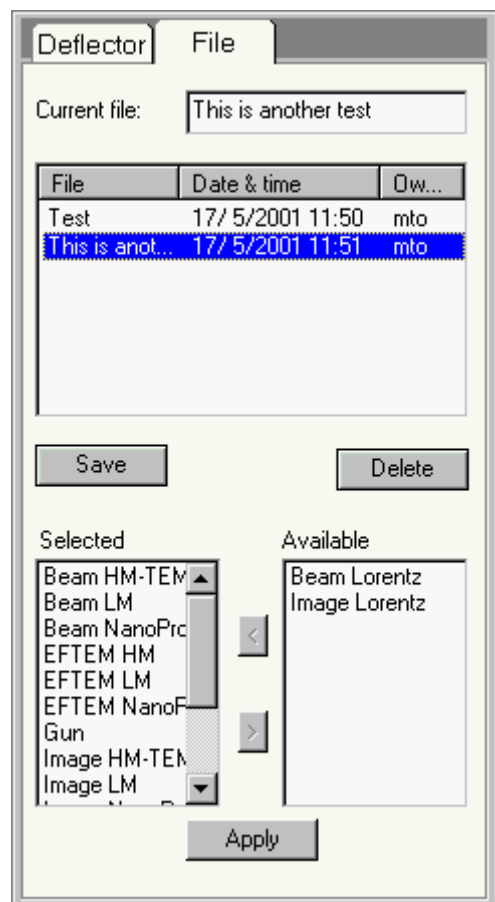 Deflector File
Current file: This is another test
File Date & time Ow...
Test 17/ 5/2001 11:50 mto
This is anot... 17/ 5/2001 11:51 mto
Save Delete
Selected Available
Beam HM-TEM Beam Lorentz
Beam LM Image Lorentz
Beam NanoPro
EFTEM HM <
EFTEM LM
EFTEM NanoP
Gun >
Image HM-TEM
Image LM
Apply